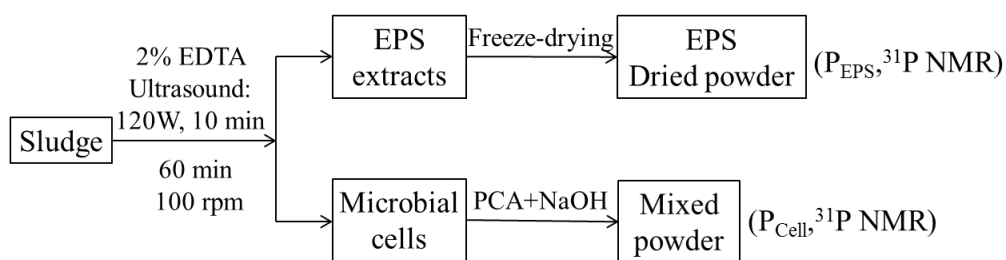 Sludge
2% EDTA
Ultrasound:
120W, 10 min
60 min
100 rpm
EPS
extracts
Freeze-drying
EPS
Dried powder
(P_EPS,³¹P NMR)
Microbial
cells
PCA+NaOH
Mixed
powder
(P_Cell,³¹P NMR)